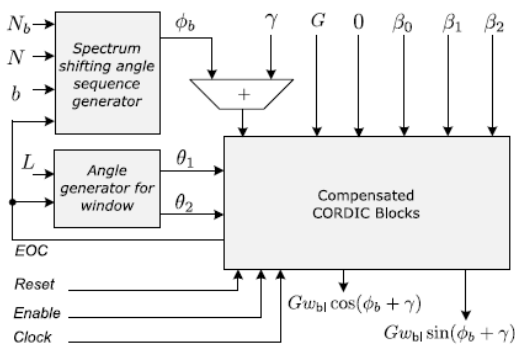 N_b
N
b
Spectrum
shifting angle
sequence
generator
ϕ_b
γ
G
0
β_0
β_1
β_2
+
L
Angle
generator for
window
θ_1
θ_2
Compensated
CORDIC Blocks
EOC
Reset
Enable
Clock
Gw_bl cos(ϕ_b + γ)
Gw_bl sin(ϕ_b + γ)